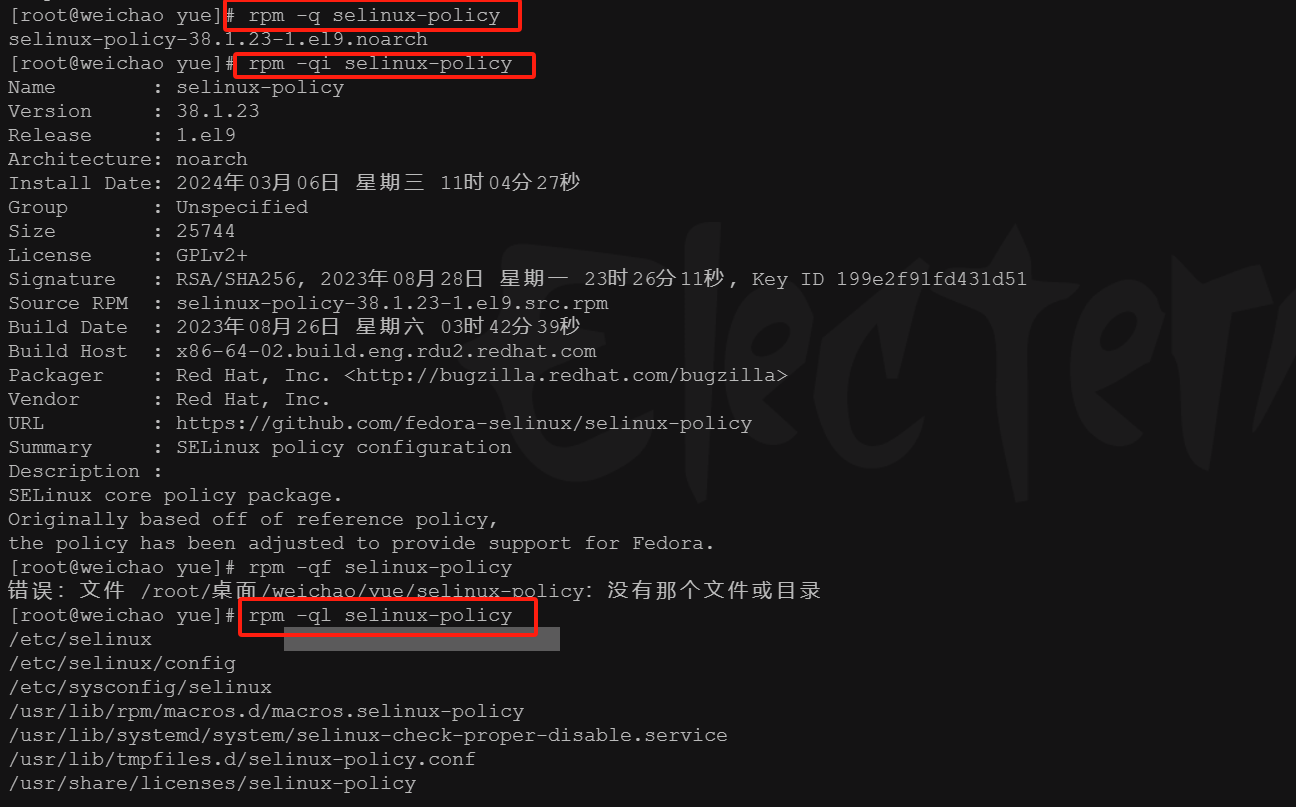 [root@weichao yue]# rpm -q selinux-policy
selinux-policy-38.1.23-1.el9.noarch
[root@weichao yue]# rpm -qi selinux-policy
Name        : selinux-policy
Version     : 38.1.23
Release     : 1.el9
Architecture: noarch
Install Date: 2024年03月06日 星期三 11时04分27秒
Group       : Unspecified
Size        : 25744
License     : GPLv2+
Signature   : RSA/SHA256, 2023年08月28日 星期一 23时26分11秒, Key ID 199e2f91fd431d51
Source RPM  : selinux-policy-38.1.23-1.el9.src.rpm
Build Date  : 2023年08月26日 星期六 03时42分39秒
Build Host  : x86-64-02.build.eng.rdu2.redhat.com
Packager    : Red Hat, Inc. <http://bugzilla.redhat.com/bugzilla>
Vendor      : Red Hat, Inc.
URL         : https://github.com/fedora-selinux/selinux-policy
Summary     : SELinux policy configuration
Description :
SELinux core policy package.
Originally based off of reference policy,
the policy has been adjusted to provide support for Fedora.
[root@weichao yue]# rpm -qf selinux-policy
错误：文件 /root/桌面/weichao/yue/selinux-policy：没有那个文件或目录
[root@weichao yue]# rpm -ql selinux-policy
/etc/selinux
/etc/selinux/config
/etc/sysconfig/selinux
/usr/lib/rpm/macros.d/macros.selinux-policy
/usr/lib/systemd/system/selinux-check-proper-disable.service
/usr/lib/tmpfiles.d/selinux-policy.conf
/usr/share/licenses/selinux-policy
Electer